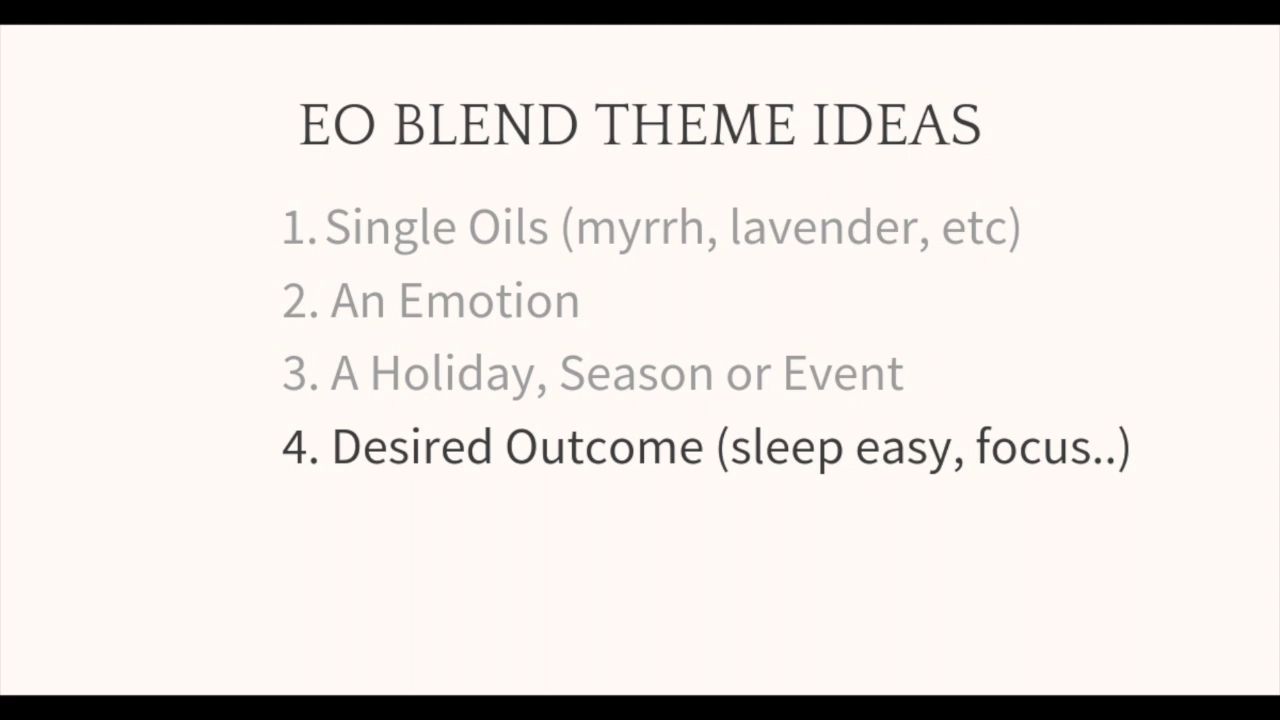 EO BLEND THEME IDEAS
1. Single Oils (myrrh, lavender, etc)
2. An Emotion
3. A Holiday, Season or Event
4. Desired Outcome (sleep easy, focus..)